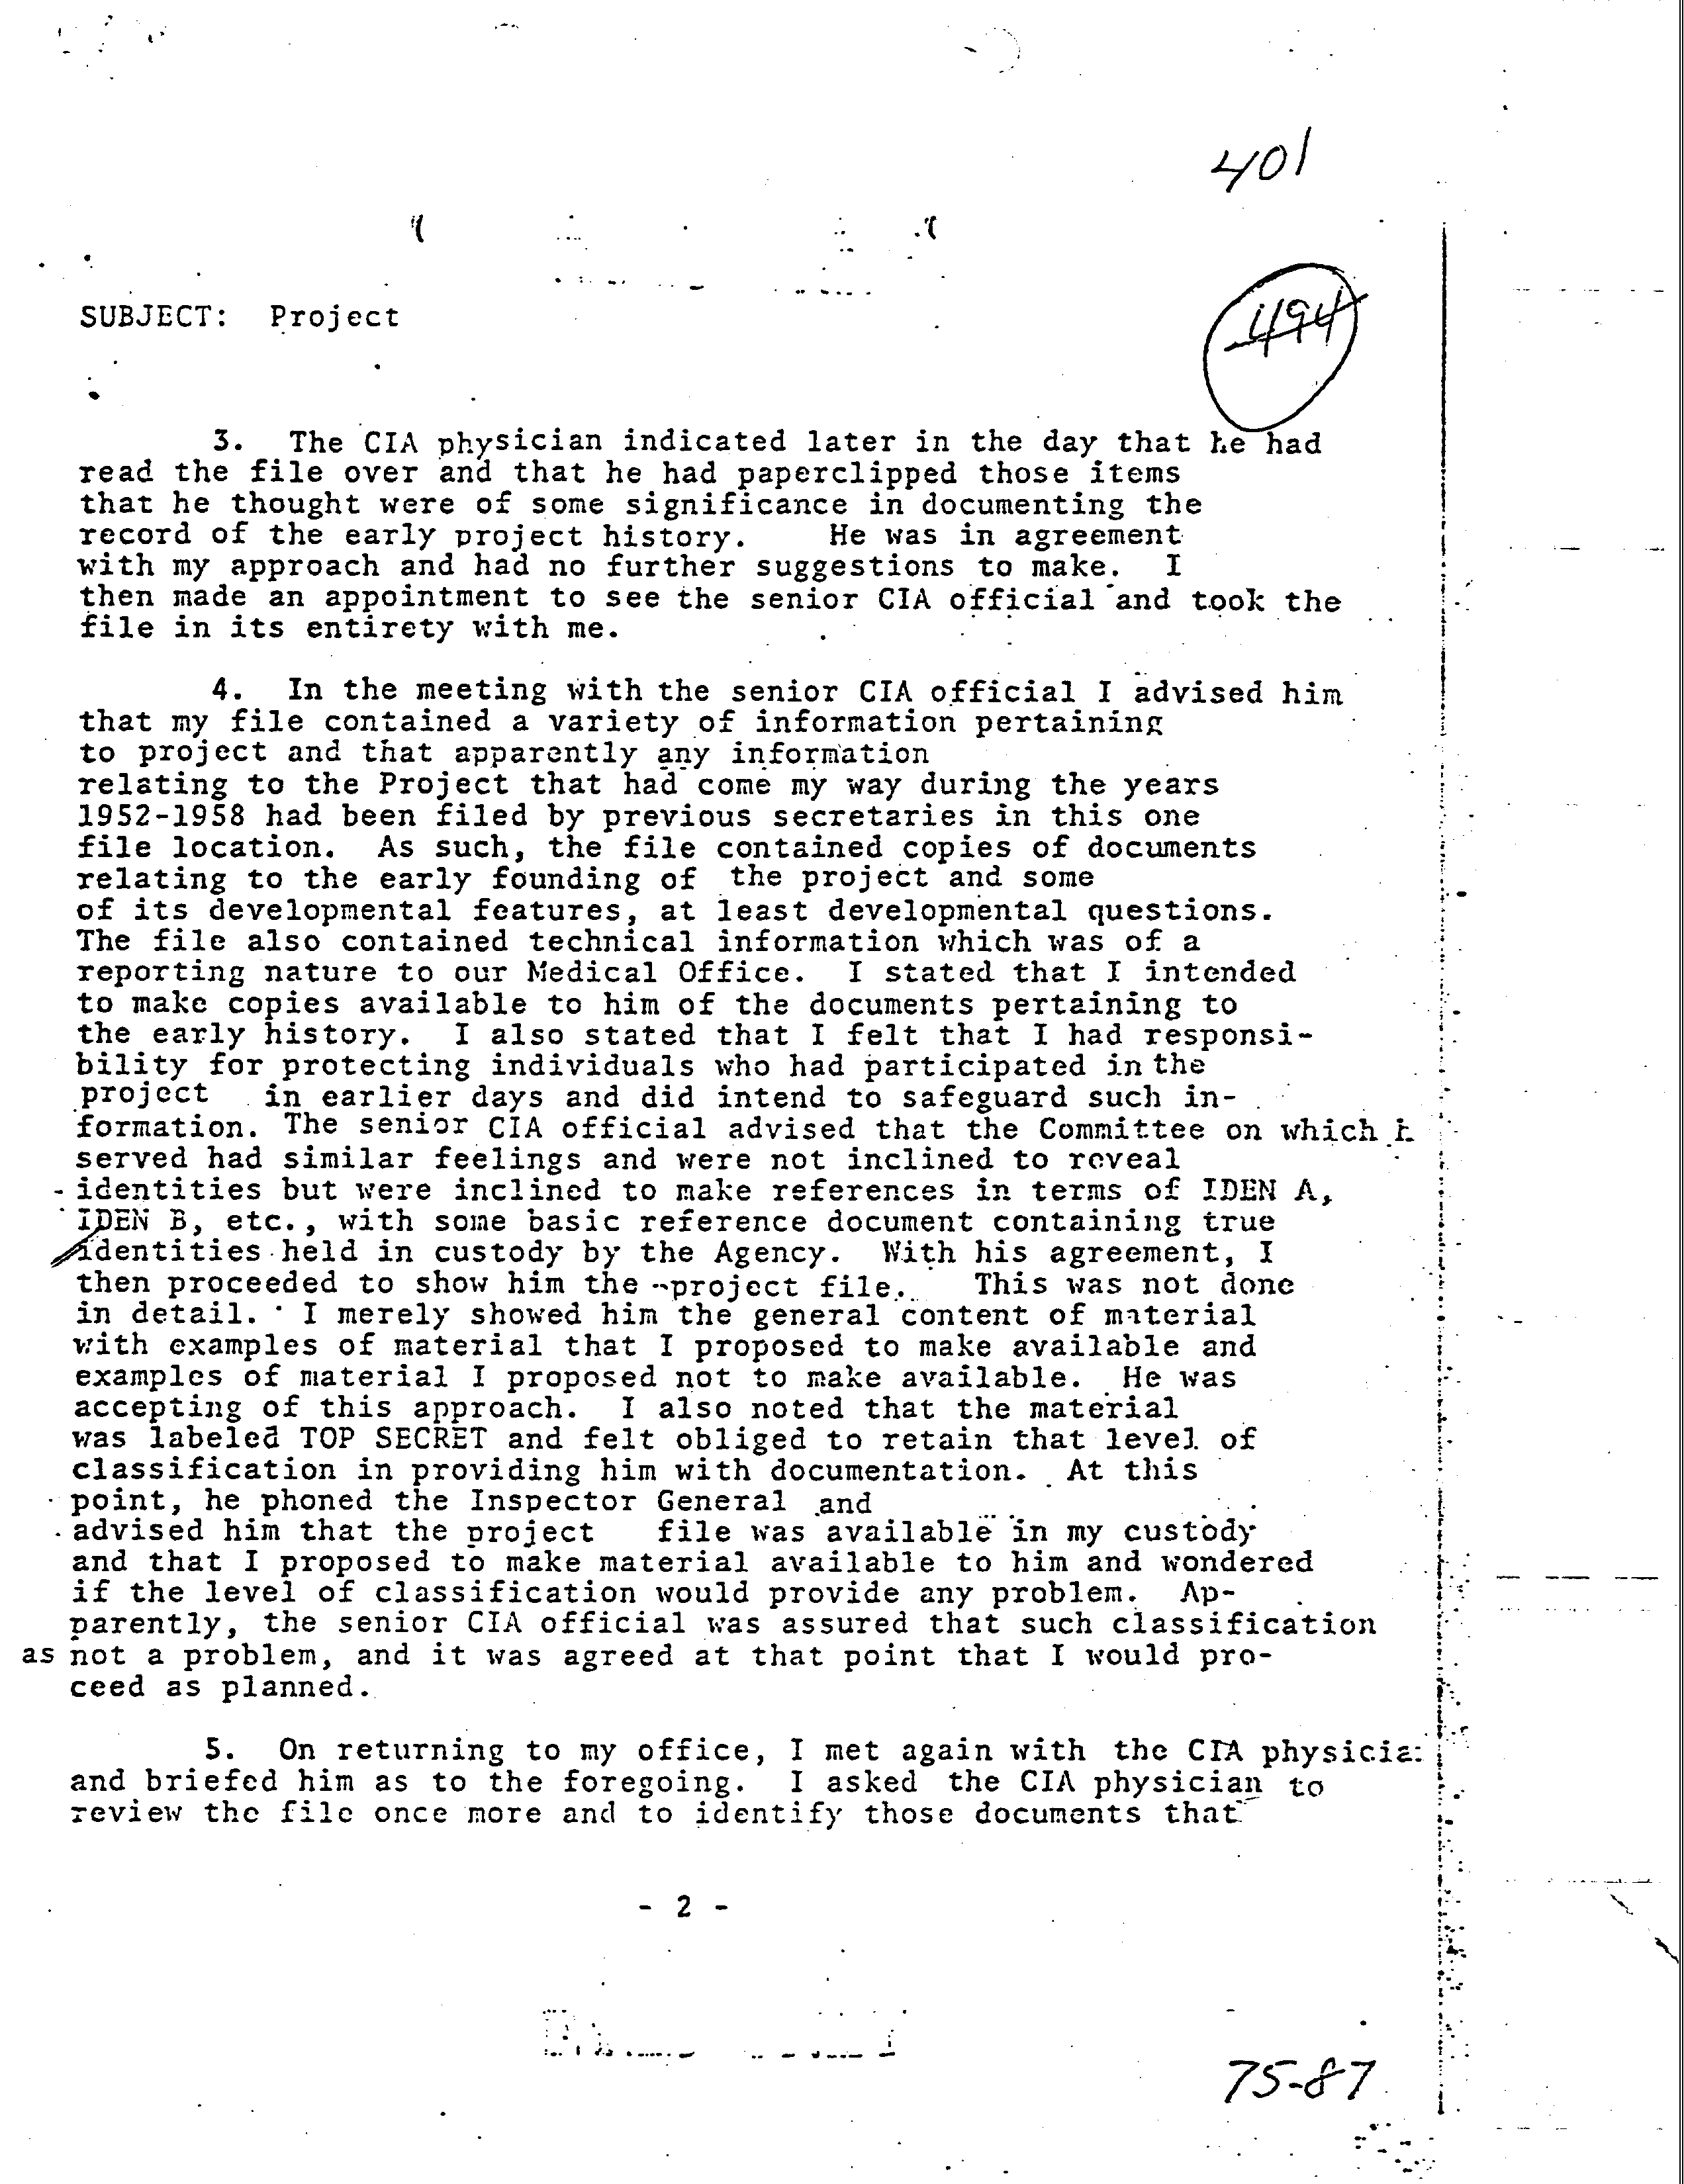 401
SUBJECT: Project
494
3. The CIA physician indicated later in the day that he had
read the file over and that he had paperclipped those items
that he thought were of some significance in documenting the
record of the early project history. He was in agreement
with my approach and had no further suggestions to make. I
then made an appointment to see the senior CIA official and took the
file in its entirety with me.
4. In the meeting with the senior CIA official I advised him
that my file contained a variety of information pertaining
to project and that apparently any information
relating to the Project that had come my way during the years
1952-1958 had been filed by previous secretaries in this one
file location. As such, the file contained copies of documents
relating to the early founding of the project and some
of its developmental features, at least developmental questions.
The file also contained technical information which was of a
reporting nature to our Medical Office. I stated that I intended
to make copies available to him of the documents pertaining to
the early history. I also stated that I felt that I had responsi-
bility for protecting individuals who had participated in the
project in earlier days and did intend to safeguard such in-
formation. The senior CIA official advised that the Committee on which h
served had similar feelings and were not inclined to reveal
identities but were inclined to make references in terms of IDEN A,
IDEN B, etc., with some basic reference document containing true
identities held in custody by the Agency. With his agreement, I
then proceeded to show him the project file. This was not done
in detail. I merely showed him the general content of material
with examples of material that I proposed to make available and
examples of material I proposed not to make available. He was
accepting of this approach. I also noted that the material
was labeled TOP SECRET and felt obliged to retain that level of
classification in providing him with documentation. At this
point, he phoned the Inspector General and
advised him that the project file was available in my custody
and that I proposed to make material available to him and wondered
if the level of classification would provide any problem. Ap-
parently, the senior CIA official was assured that such classification
as not a problem, and it was agreed at that point that I would pro-
ceed as planned.
5. On returning to my office, I met again with the CIA physicia
and briefed him as to the foregoing. I asked the CIA physician to
review the file once more and to identify those documents that
- 2 -
75-87